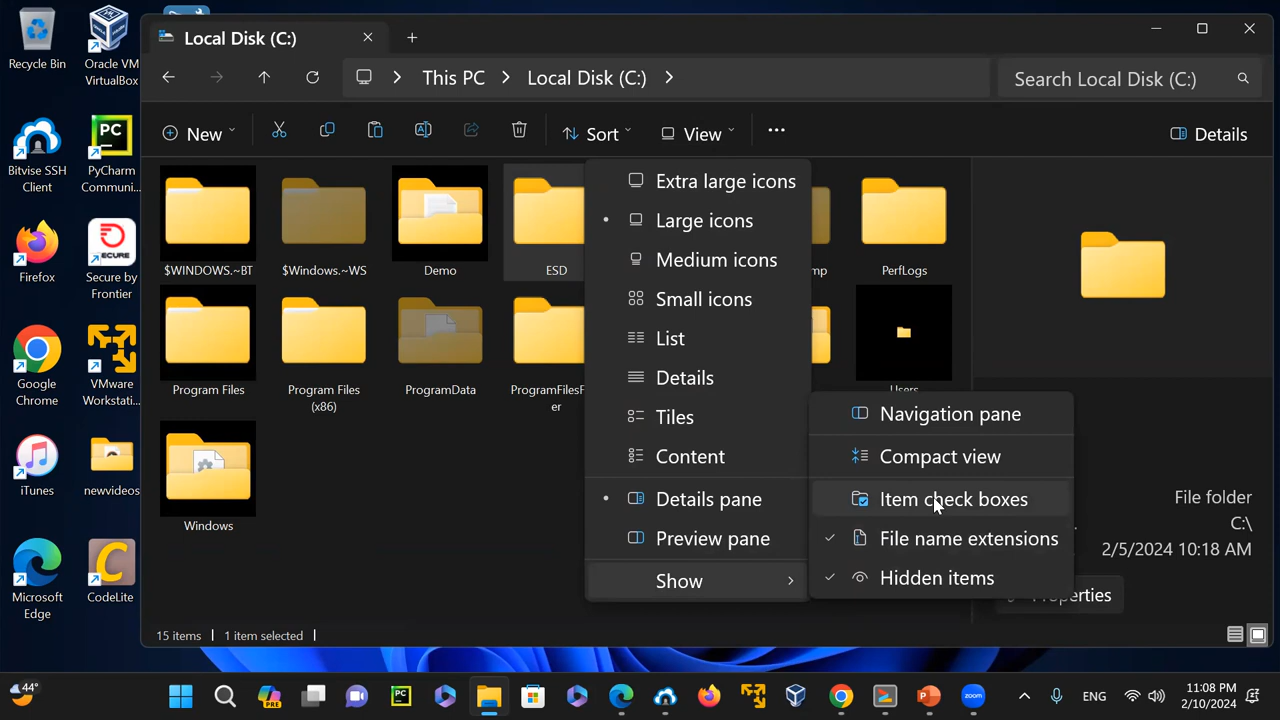 Recycle Bin
Oracle VM
VirtualBox
Bitvise SSH
Client
PyCharm
Communi...
Firefox
Secure by
Frontier
Google
Chrome
VMware
Workstati...
iTunes
newvideos
Microsoft
Edge
CodeLite
Local Disk (C:)
This PC
Local Disk (C:)
Search Local Disk (C:)
New
Sort
View
Details
$WINDOWS.~BT
$Windows.~WS
Demo
ESD
PerfLogs
Program Files
Program Files
(x86)
ProgramData
Users
Windows
Extra large icons
Large icons
Medium icons
Small icons
List
Details
Tiles
Content
Details pane
Preview pane
Show
Navigation pane
Compact view
Item check boxes
File name extensions
Hidden items
File folder
C:\
2/5/2024 10:18 AM
Properties
15 items
1 item selected
44°
PRE
PC
zoom
ENG
11:08 PM
2/10/2024